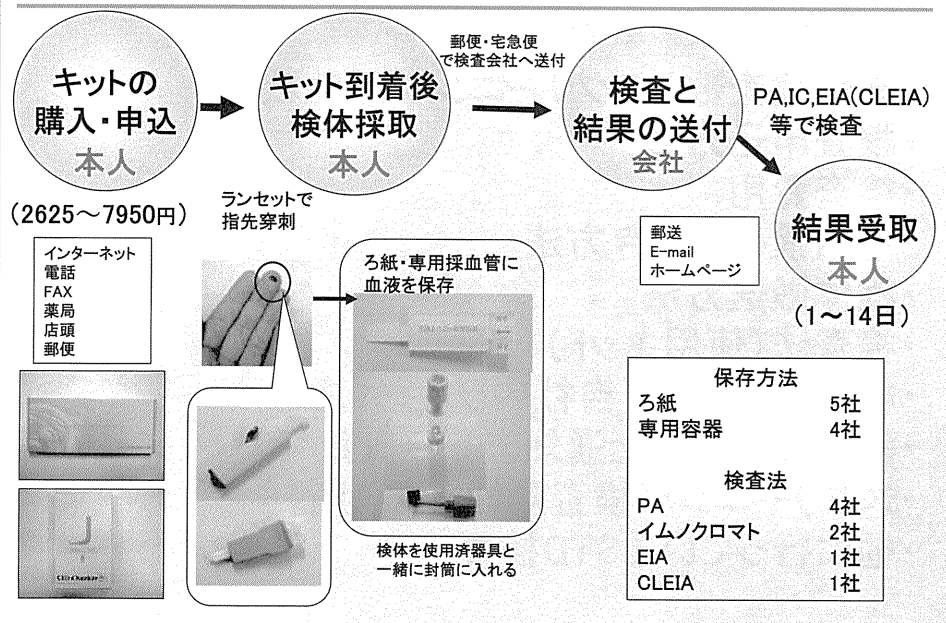 キットの
購入・申込
本人
(2625～7950円)
インターネット
電話
FAX
薬局
店頭
郵便
キット到着後
検体採取
本人
ランセットで
指先穿刺
ろ紙・専用採血管に
血液を保存
検体を使用済器具と
一緒に封筒に入れる
郵便・宅急便
で検査会社へ送付
検査と
結果の送付
会社
PA,IC,EIA(CLEIA)
等で検査
郵送
E-mail
ホームページ
結果受取
本人
(1～14日)
保存方法
ろ紙 5社
専用容器 4社
検査法
PA 4社
イムノクロマト 2社
EIA 1社
CLEIA 1社